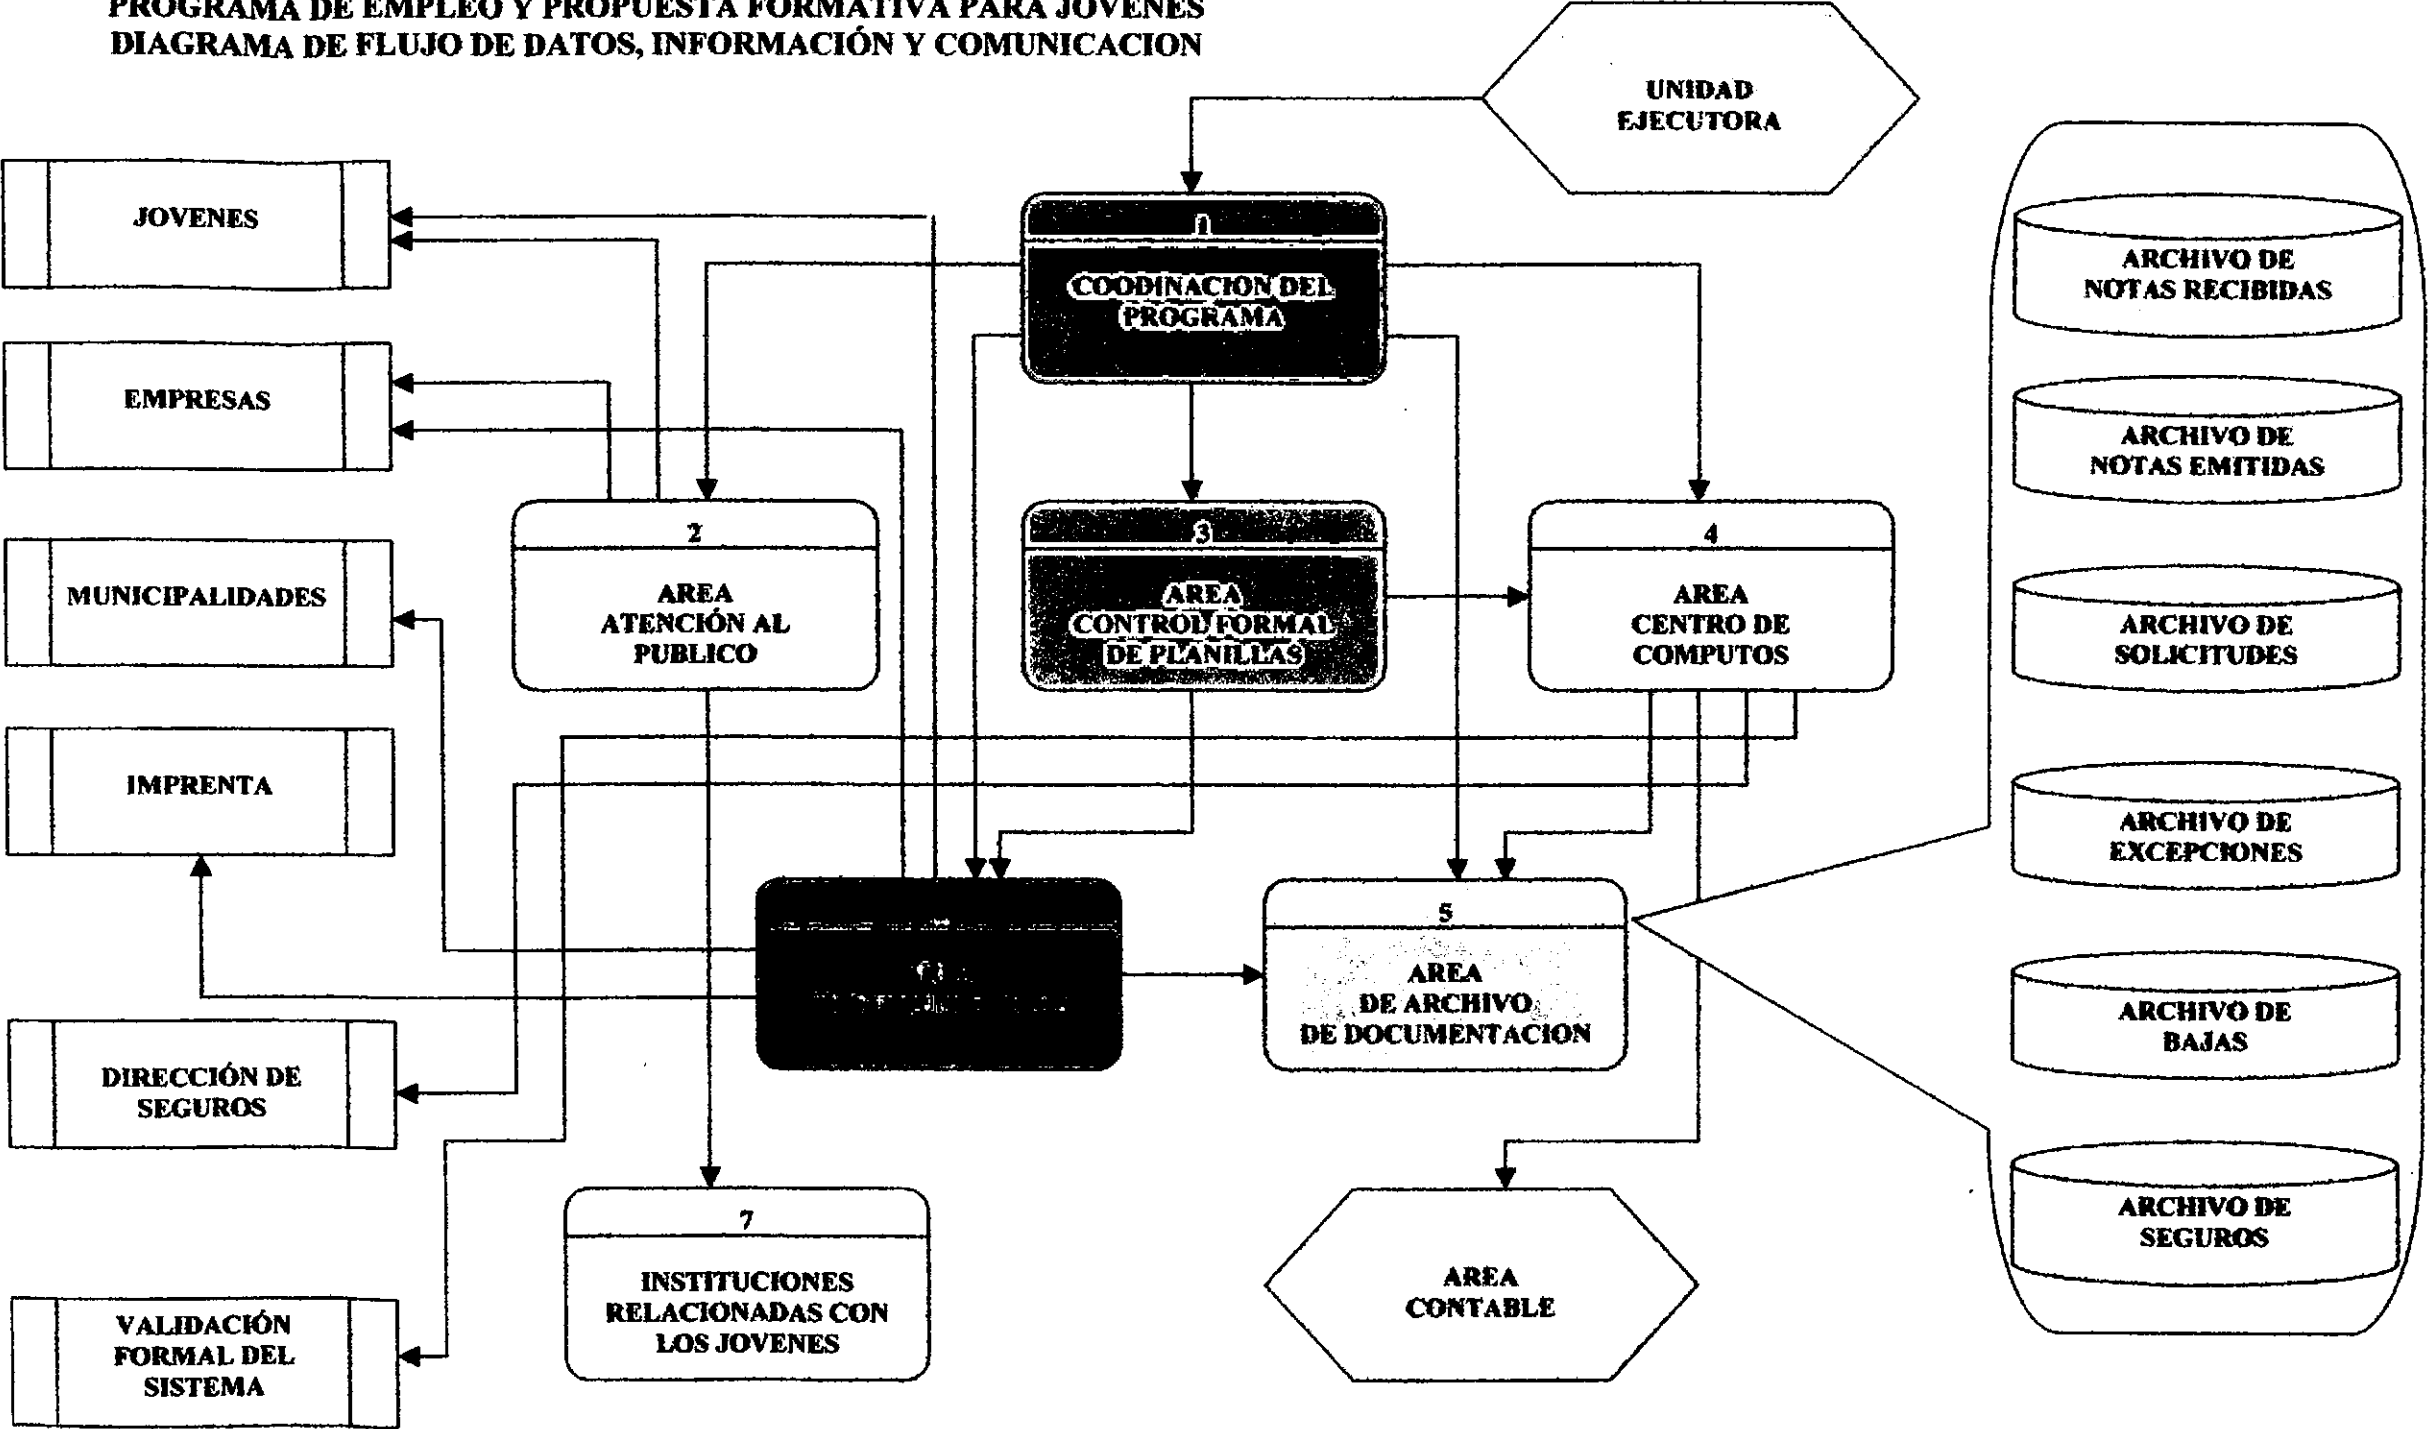 PROGRAMA DE EMPLEO Y PROPUESTA FORMATIVA PARA JOVENES
DIAGRAMA DE FLUJO DE DATOS, INFORMACIÓN Y COMUNICACION
UNIDAD
EJECUTORA
JOVENES
EMPRESAS
MUNICIPALIDADES
IMPRENTA
DIRECCIÓN DE
SEGUROS
VALIDACIÓN
FORMAL DEL
SISTEMA
1
COODINACION DEL
PROGRAMA
2
AREA
ATENCIÓN AL
PUBLICO
3
AREA
CONTROL FORMAL
DE PLANILLAS
4
AREA
CENTRO DE
COMPUTOS
5
AREA
DE ARCHIVO
DE DOCUMENTACION
7
INSTITUCIONES
RELACIONADAS CON
LOS JOVENES
AREA
CONTABLE
ARCHIVO DE
NOTAS RECIBIDAS
ARCHIVO DE
NOTAS EMITIDAS
ARCHIVO DE
SOLICITUDES
ARCHIVO DE
EXCEPCIONES
ARCHIVO DE
BAJAS
ARCHIVO DE
SEGUROS